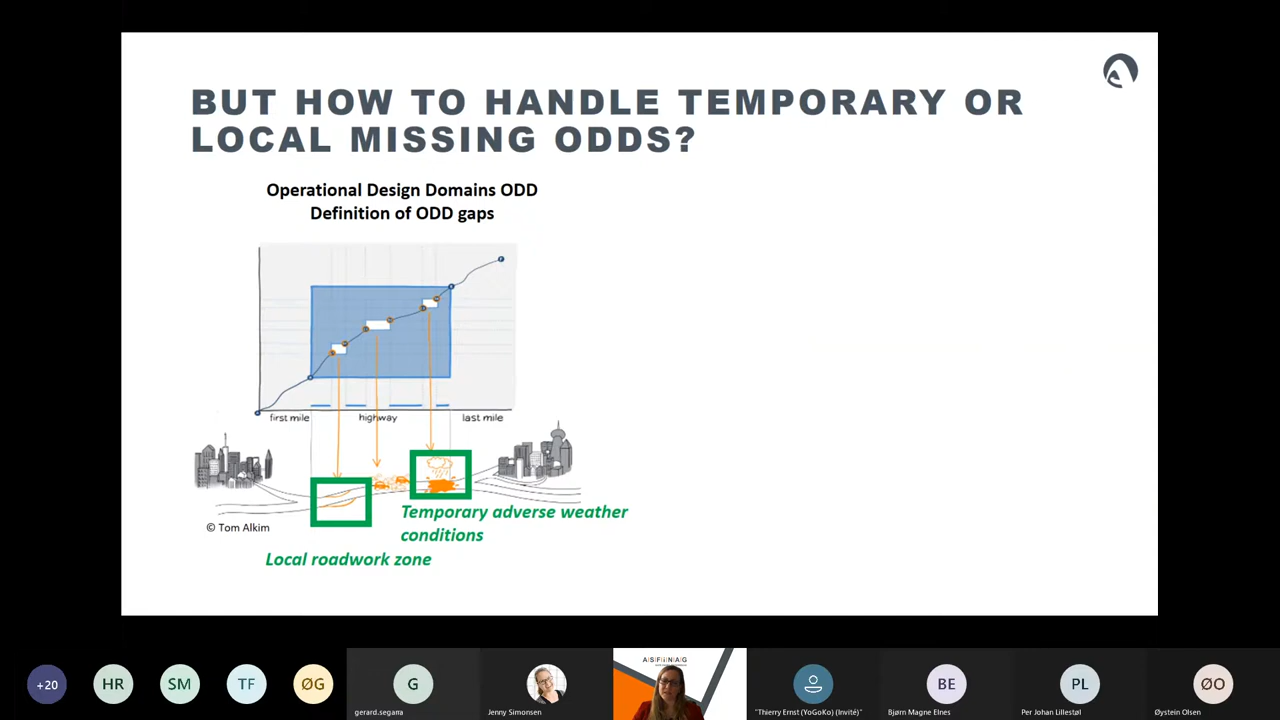 BUT HOW TO HANDLE TEMPORARY OR
LOCAL MISSING ODDS?
Operational Design Domains ODD
Definition of ODD gaps
first mile
highway
last mile
© Tom Alkim
Temporary adverse weather
conditions
Local roadwork zone
+20
HR
SM
TF
ØG
G
gerard.segarra
Jenny Simonsen
ASFiNAG
"Thierry Ernst (YoGoKo) (Invité)"
BE
Bjørn Magne Elnes
PL
Per Johan Lillestøl
ØO
Øystein Olsen